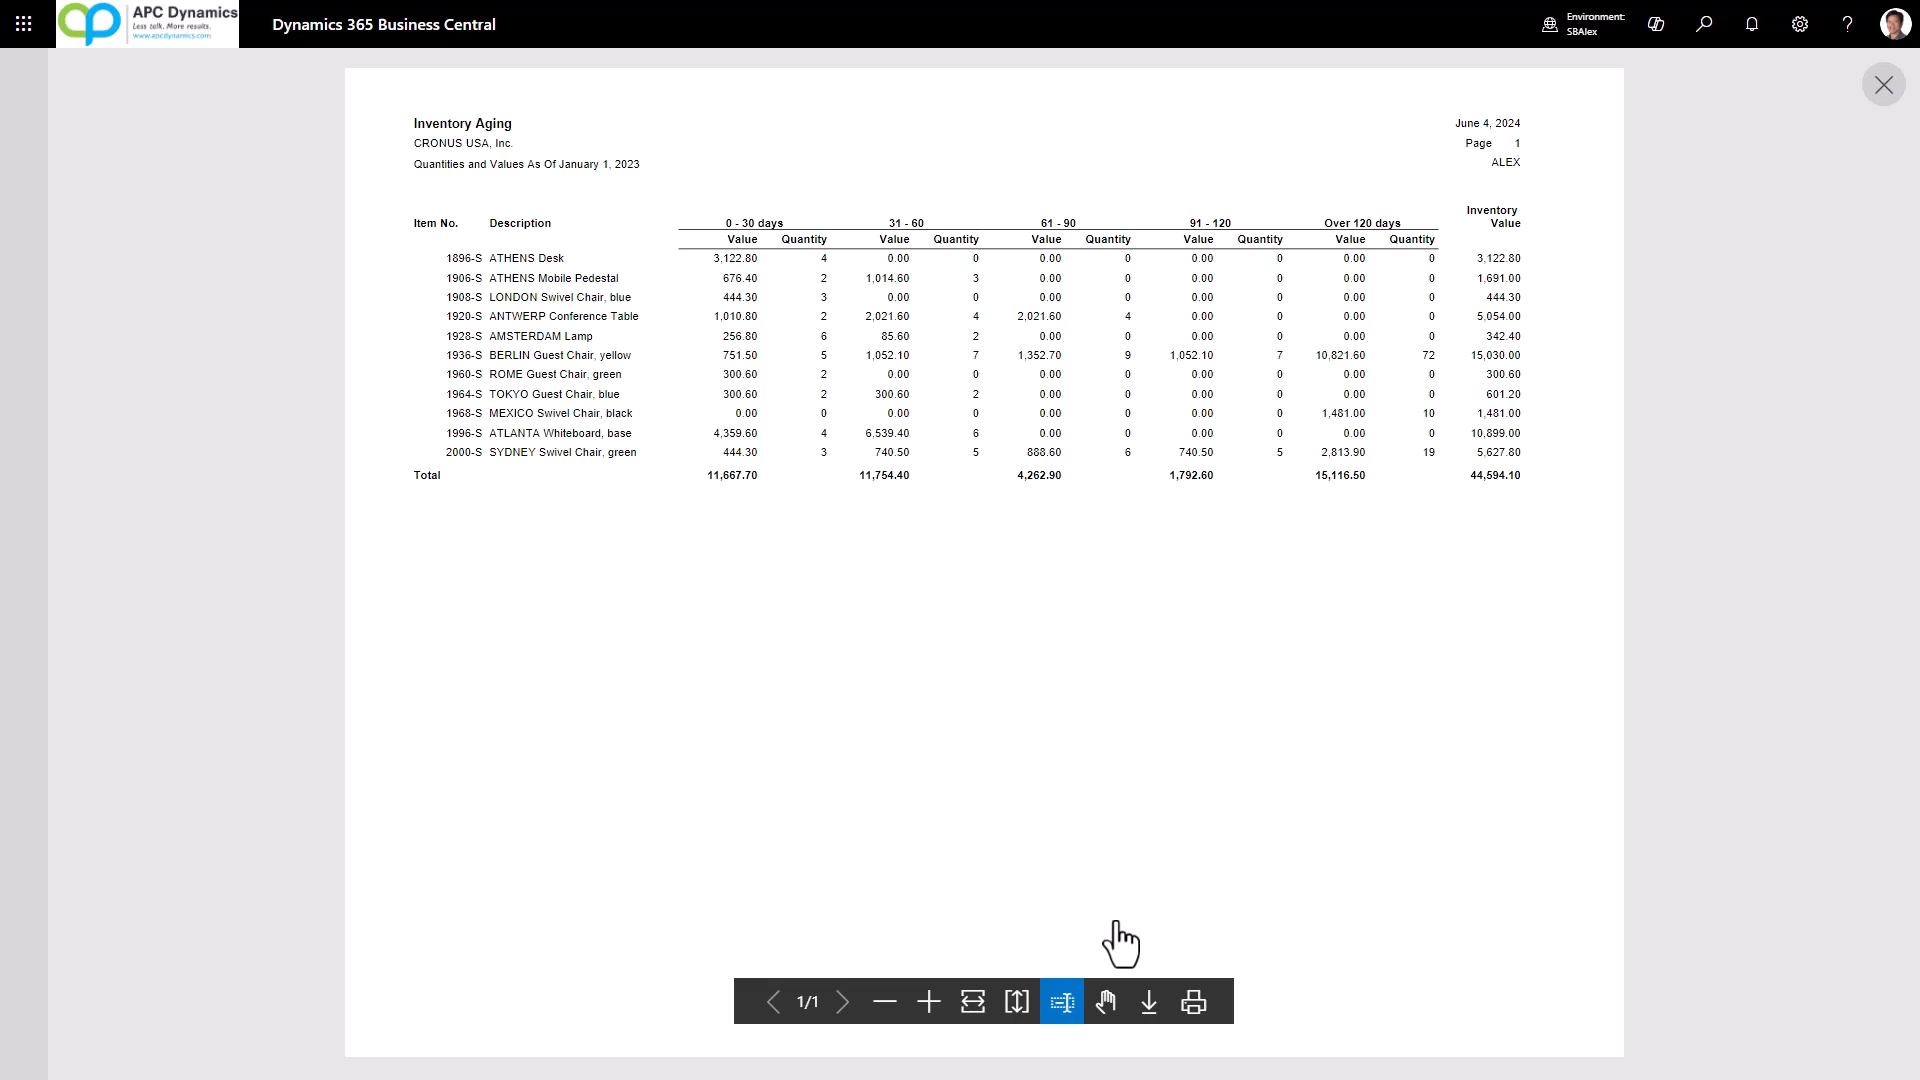 APC Dynamics
Less talk. More results.
www.apcdynamics.com
Dynamics 365 Business Central
Environment:
SBAlex
?
Inventory Aging
June 4, 2024
CRONUS USA, Inc.
Page 1
Quantities and Values As Of January 1, 2023
ALEX
Inventory
Item No. Description 0 - 30 days 31 - 60 61 - 90 91 - 120 Over 120 days Value
Value Quantity Value Quantity Value Quantity Value Quantity Value Quantity
1896-S ATHENS Desk 3,122.80 4 0.00 0 0.00 0 0.00 0 0.00 0 3,122.80
1906-S ATHENS Mobile Pedestal 676.40 2 1,014.60 3 0.00 0 0.00 0 0.00 0 1,691.00
1908-S LONDON Swivel Chair, blue 444.30 3 0.00 0 0.00 0 0.00 0 0.00 0 444.30
1920-S ANTWERP Conference Table 1,010.80 2 2,021.60 4 2,021.60 4 0.00 0 0.00 0 5,054.00
1928-S AMSTERDAM Lamp 256.80 6 85.60 2 0.00 0 0.00 0 0.00 0 342.40
1936-S BERLIN Guest Chair, yellow 751.50 5 1,052.10 7 1,352.70 9 1,052.10 7 10,821.60 72 15,030.00
1960-S ROME Guest Chair, green 300.60 2 0.00 0 0.00 0 0.00 0 0.00 0 300.60
1964-S TOKYO Guest Chair, blue 300.60 2 300.60 2 0.00 0 0.00 0 0.00 0 601.20
1968-S MEXICO Swivel Chair, black 0.00 0 0.00 0 0.00 0 0.00 0 1,481.00 10 1,481.00
1996-S ATLANTA Whiteboard, base 4,359.60 4 6,539.40 6 0.00 0 0.00 0 0.00 0 10,899.00
2000-S SYDNEY Swivel Chair, green 444.30 3 740.50 5 888.60 6 740.50 5 2,813.90 19 5,627.80
Total 11,667.70 11,754.40 4,262.90 1,792.60 15,116.50 44,594.10
1/1